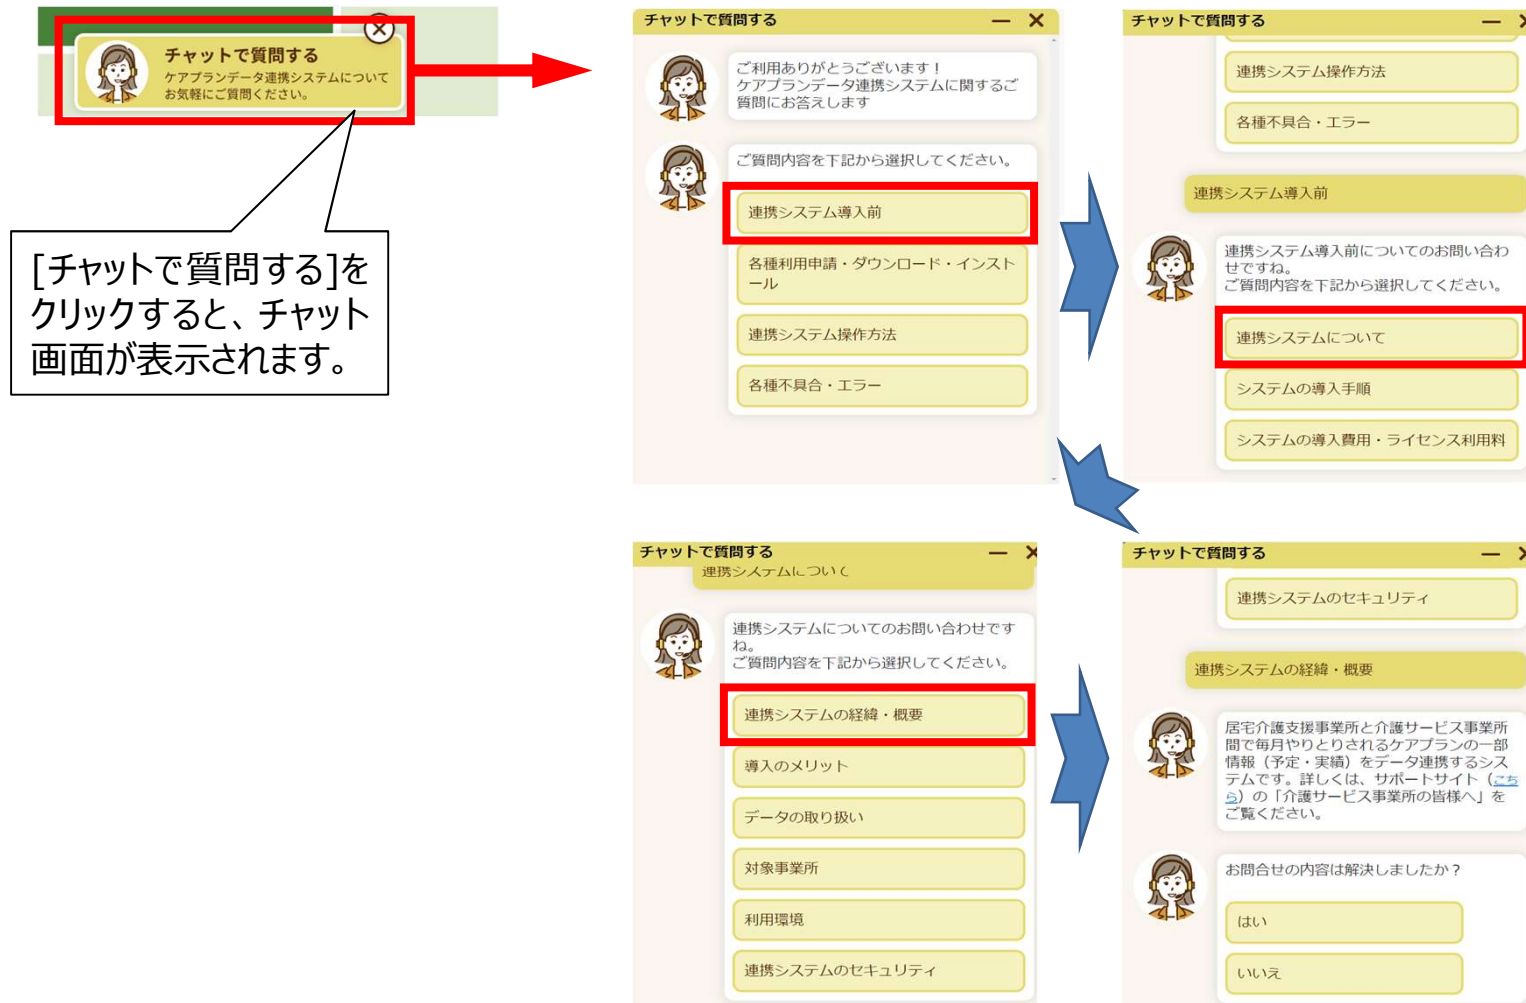 チャットで質問する
ケアプランデータ連携システムについて
お気軽にご質問ください。
[チャットで質問する]を
クリックすると、チャット
画面が表示されます。
チャットで質問する
ご利用ありがとうございます！
ケアプランデータ連携システムに関するご
質問にお答えします
ご質問内容を下記から選択してください。
連携システム導入前
各種利用申請・ダウンロード・インスト
ール
連携システム操作方法
各種不具合・エラー
チャットで質問する
連携システム操作方法
各種不具合・エラー
連携システム導入前
連携システム導入前についてのお問い合わ
せですね。
ご質問内容を下記から選択してください。
連携システムについて
システムの導入手順
システムの導入費用・ライセンス利用料
チャットで質問する
連携システムについて
連携システムについてのお問い合わせです
ね。
ご質問内容を下記から選択してください。
連携システムの経緯・概要
導入のメリット
データの取り扱い
対象事業所
利用環境
連携システムのセキュリティ
チャットで質問する
連携システムのセキュリティ
連携システムの経緯・概要
居宅介護支援事業所と介護サービス事業所
間で毎月やりとりされるケアプランの一部
情報（予定・実績）をデータ連携するシス
テムです。詳しくは、サポートサイト（こち
ら）の「介護サービス事業所の皆様へ」を
ご覧ください。
お問合せの内容は解決しましたか？
はい
いいえ